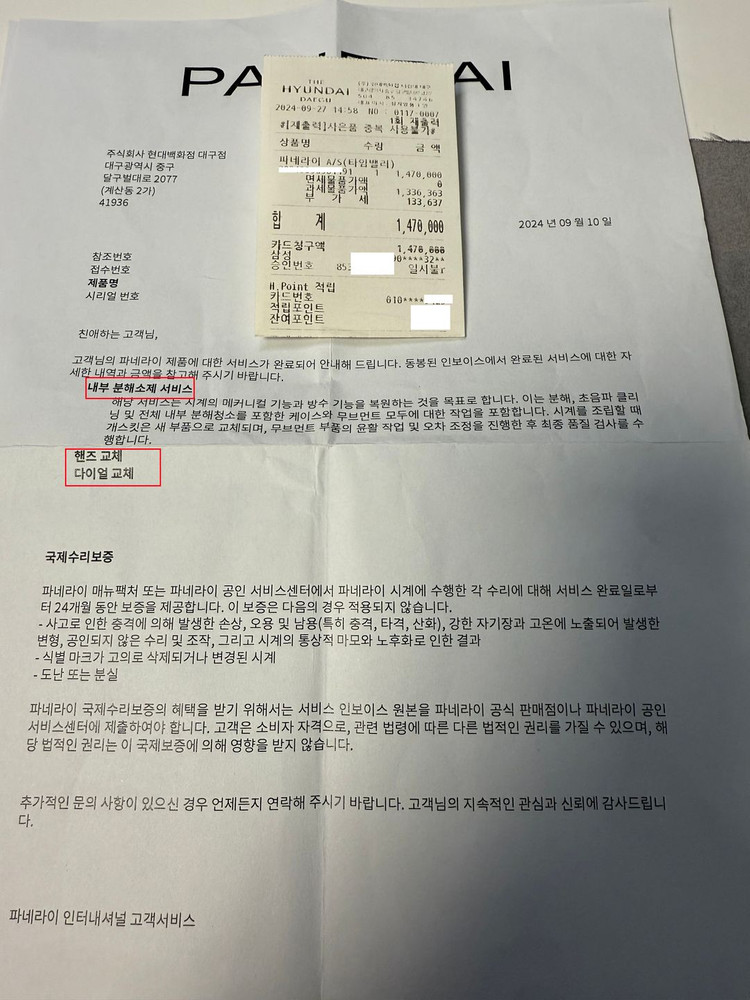 PA AI
THE
HYUNDAI
DAEGU
2024-09-27 14:58 NO : 0117-0007
1회 재출력
#[재출력]사은품 중복 사용불가#
상품명 수량 금 액
파네라이 A/S(타임밸리)
91 1 1,470,000
면세물품가액 0
과세물품가액 1,336,363
부 가 세 133,637
합 계 1,470,000
카드청구액 1,470,000
삼성 0****32**
승인번호 853 일시불
H.Point 적립
카드번호 010****
적립포인트
잔여포인트
주식회사 현대백화점 대구점
대구광역시 중구
달구벌대로 2077
(계산동 2가)
41936
2024 년 09 월 10 일
참조번호
접수번호
제품명
시리얼 번호
친애하는 고객님,
고객님의 파네라이 제품에 대한 서비스가 완료되어 안내해 드립니다. 동봉된 인보이스에서 완료된 서비스에 대한 자
세한 내역과 금액을 참고해 주시기 바랍니다.
내부 분해소제 서비스
해당 서비스는 시계의 메커니컬 기능과 방수 기능을 복원하는 것을 목표로 합니다. 이는 분해, 초음파 클리
닝 및 전체 내부 분해청소를 포함한 케이스와 무브먼트 모두에 대한 작업을 포함합니다. 시계를 조립할 때
개스킷은 새 부품으로 교체되며, 무브먼트 부품의 윤활 작업 및 오차 조정을 진행한 후 최종 품질 검사를 수
행합니다.
핸즈 교체
다이얼 교체
국제수리보증
파네라이 매뉴팩처 또는 파네라이 공인 서비스센터에서 파네라이 시계에 수행한 각 수리에 대해 서비스 완료일로부
터 24개월 동안 보증을 제공합니다. 이 보증은 다음의 경우 적용되지 않습니다.
- 사고로 인한 충격에 의해 발생한 손상, 오용 및 남용(특히 충격, 타격, 산화), 강한 자기장과 고온에 노출되어 발생한
변형, 공인되지 않은 수리 및 조작, 그리고 시계의 통상적 마모와 노후화로 인한 결과
- 식별 마크가 고의로 삭제되거나 변경된 시계
- 도난 또는 분실
파네라이 국제수리보증의 혜택을 받기 위해서는 서비스 인보이스 원본을 파네라이 공식 판매점이나 파네라이 공인
서비스센터에 제출하여야 합니다. 고객은 소비자 자격으로, 관련 법령에 따른 다른 법적인 권리를 가질 수 있으며, 해
당 법적인 권리는 이 국제보증에 의해 영향을 받지 않습니다.
추가적인 문의 사항이 있으신 경우 언제든지 연락해 주시기 바랍니다. 고객님의 지속적인 관심과 신뢰에 감사드립니
다.
파네라이 인터내셔널 고객서비스